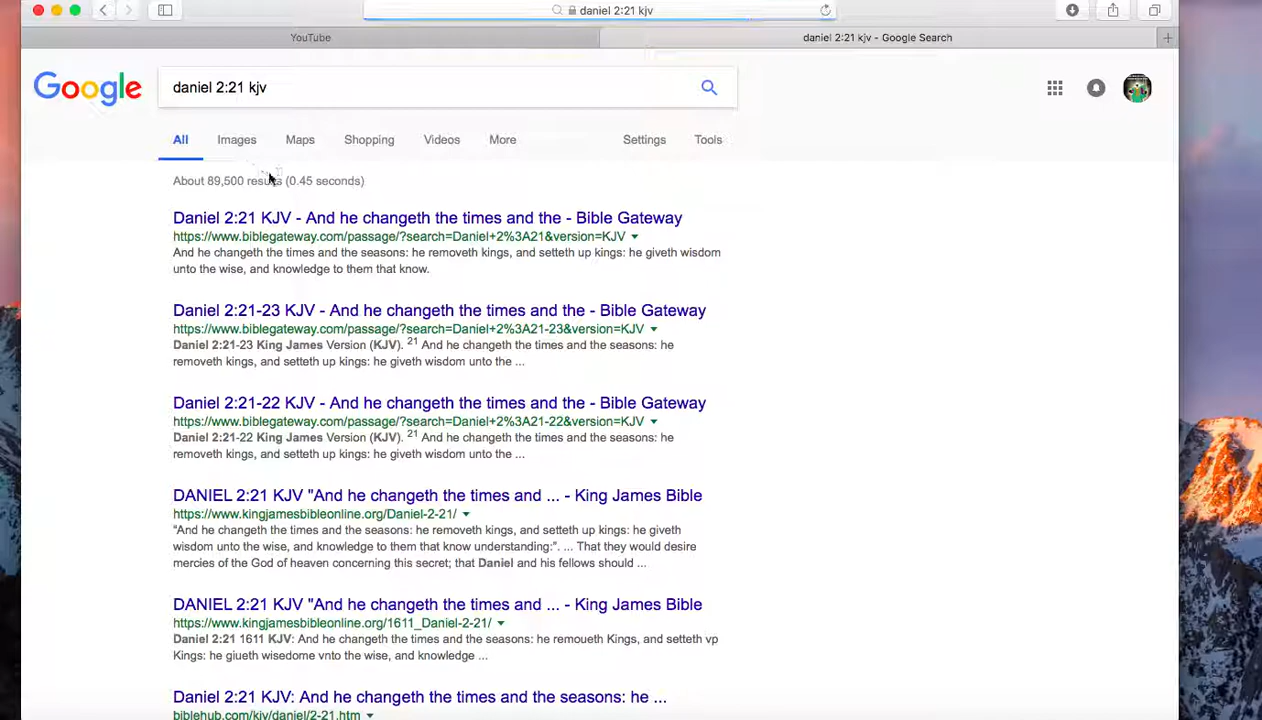 daniel 2:21 kjv
YouTube
daniel 2:21 kjv - Google Search
Google
daniel 2:21 kjv
All Images Maps Shopping Videos More Settings Tools
About 89,500 results (0.45 seconds)
Daniel 2:21 KJV - And he changeth the times and the - Bible Gateway
https://www.biblegateway.com/passage/?search=Daniel+2%3A21&version=KJV
And he changeth the times and the seasons: he removeth kings, and setteth up kings: he giveth wisdom
unto the wise, and knowledge to them that know.
Daniel 2:21-23 KJV - And he changeth the times and the - Bible Gateway
https://www.biblegateway.com/passage/?search=Daniel+2%3A21-23&version=KJV
Daniel 2:21-23 King James Version (KJV). 21 And he changeth the times and the seasons: he
removeth kings, and setteth up kings: he giveth wisdom unto the ...
Daniel 2:21-22 KJV - And he changeth the times and the - Bible Gateway
https://www.biblegateway.com/passage/?search=Daniel+2%3A21-22&version=KJV
Daniel 2:21-22 King James Version (KJV). 21 And he changeth the times and the seasons: he
removeth kings, and setteth up kings: he giveth wisdom unto the ...
DANIEL 2:21 KJV "And he changeth the times and ... - King James Bible
https://www.kingjamesbibleonline.org/Daniel-2-21/
"And he changeth the times and the seasons: he removeth kings, and setteth up kings: he giveth
wisdom unto the wise, and knowledge to them that know understanding:". ... That they would desire
mercies of the God of heaven concerning this secret; that Daniel and his fellows should ...
DANIEL 2:21 KJV "And he changeth the times and ... - King James Bible
https://www.kingjamesbibleonline.org/1611_Daniel-2-21/
Daniel 2:21 1611 KJV: And he changeth the times and the seasons: he remoueth Kings, and setteth vp
Kings: he giueth wisedome vnto the wise, and knowledge ...
Daniel 2:21 KJV: And he changeth the times and the seasons: he ...
biblehub.com/kjv/daniel/2-21.htm